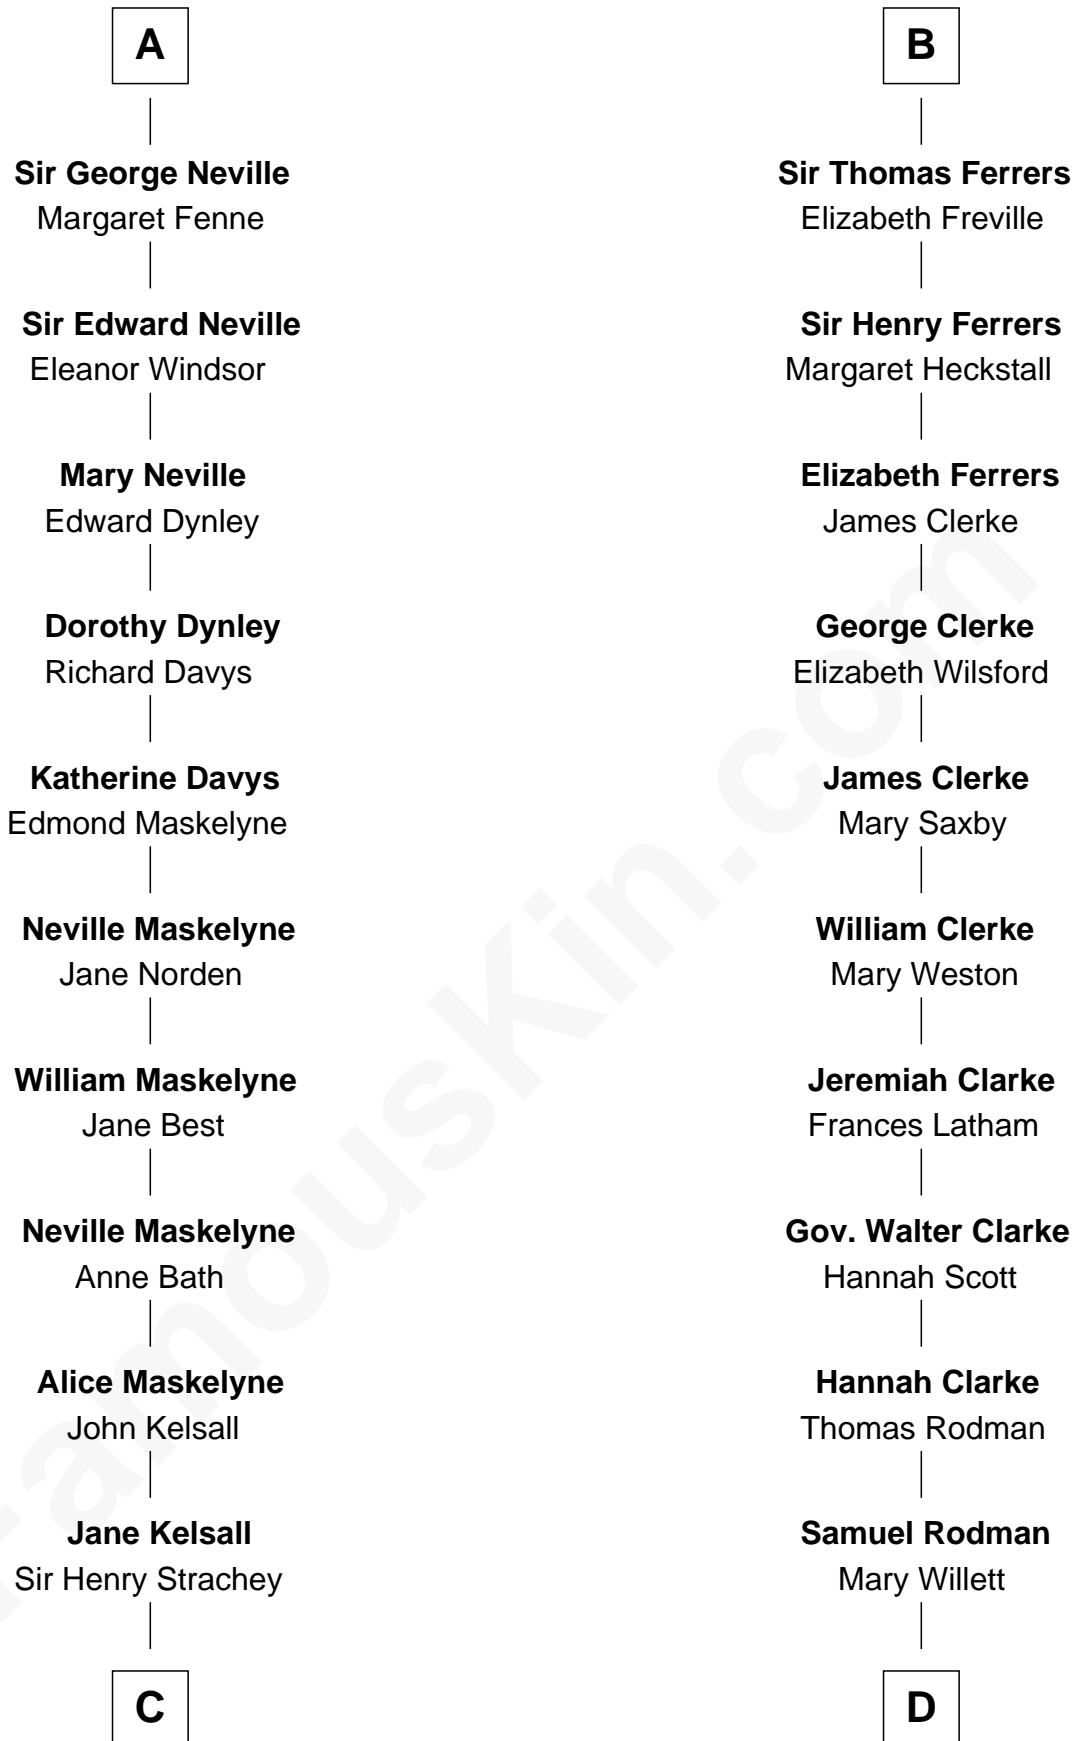 A
Sir George Neville
Margaret Fenne
Sir Edward Neville
Eleanor Windsor
Mary Neville
Edward Dynley
Dorothy Dynley
Richard Davys
Katherine Davys
Edmond Maskelyne
Neville Maskelyne
Jane Norden
William Maskelyne
Jane Best
Neville Maskelyne
Anne Bath
Alice Maskelyne
John Kelsall
Jane Kelsall
Sir Henry Strachey
C
B
Sir Thomas Ferrers
Elizabeth Freville
Sir Henry Ferrers
Margaret Heckstall
Elizabeth Ferrers
James Clerke
George Clerke
Elizabeth Wilsford
James Clerke
Mary Saxby
William Clerke
Mary Weston
Jeremiah Clarke
Frances Latham
Gov. Walter Clarke
Hannah Scott
Hannah Clarke
Thomas Rodman
Samuel Rodman
Mary Willett
D
FamousKin.com